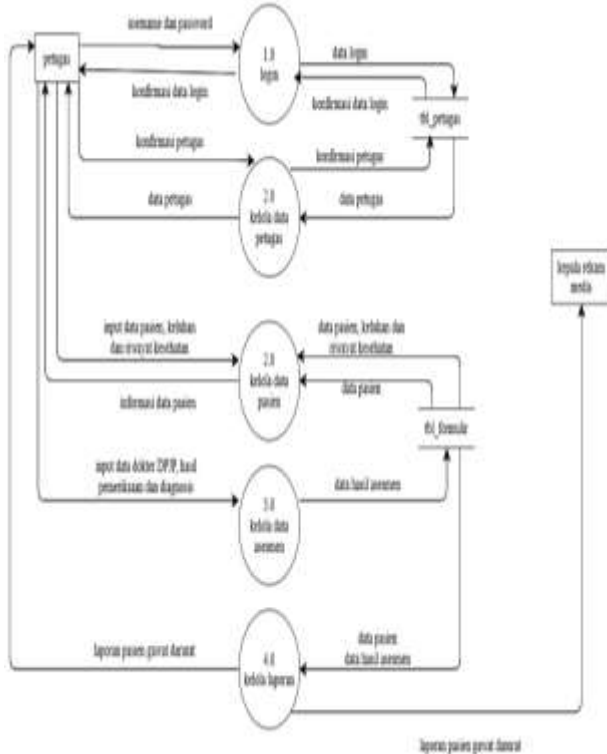 username dan password
1.0
login
data login
petugas
konfirmasi data login
konfirmasi data login
tbl_petugas
konfirmasi petugas
konfirmasi petugas
2.0
kelola data
petugas
data petugas
data petugas
kepala rekam
medis
input data pasien, keluhan
dan riwayat kesehatan
2.0
kelola data
pasien
data pasien, keluhan dan
riwayat kesehatan
data pasien
informasi data pasien
tbl_formulir
input data dokter DPJP, hasil
pemeriksaan dan diagnosis
3.0
kelola data
asesmen
data hasil asesmen
laporan pasien gawat darurat
4.0
kelola laporan
data pasien
data hasil asesmen
laporan pasien gawat darurat